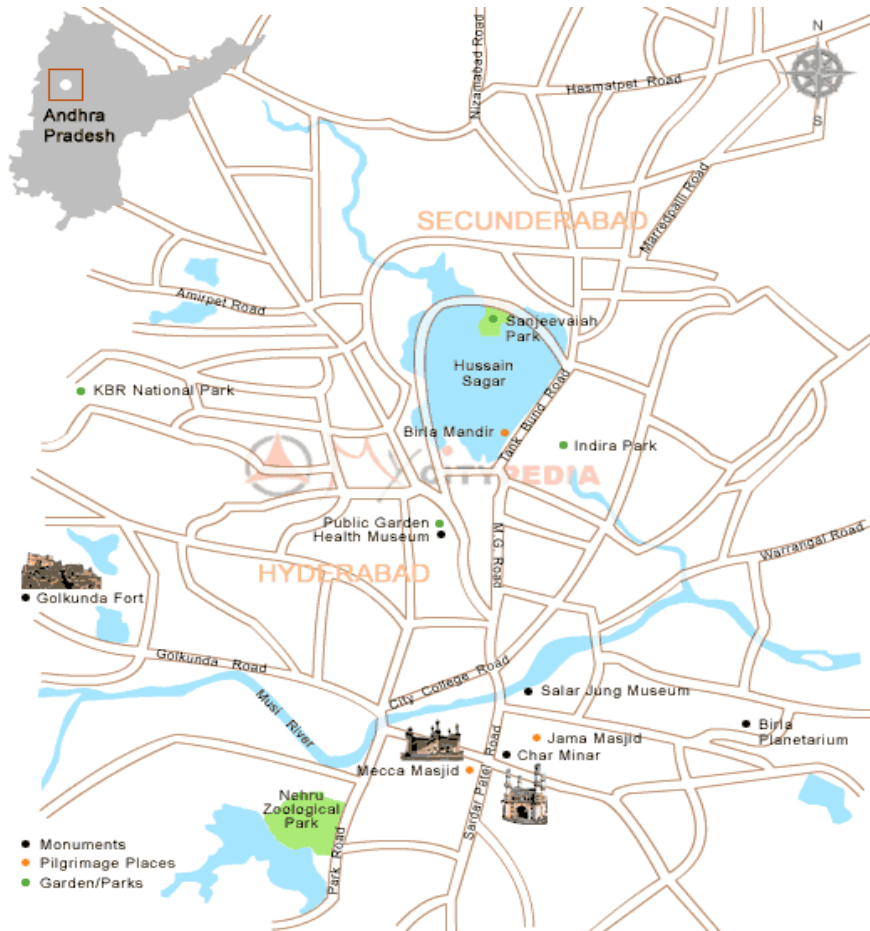 N
S
Andhra
Pradesh
Nizamabad Road
Hasmatpet Road
Marredpalli Road
SECUNDERABAD
Amirpet Road
Sanjeevaiah
Park
Hussain
Sagar
KBR National Park
Tank Bund Road
Birla Mandir
Indira Park
MY CITYPEDIA
Public Garden
Health Museum
M.G. Road
Warrangal Road
HYDERABAD
Golkunda Fort
Golkunda Road
City College Road
Musi River
Salar Jung Museum
Birla
Planetarium
Jama Masjid
Char Minar
Mecca Masjid
Sardar Patel Road
Nehru
Zoological
Park
Park Road
Monuments
Pilgrimage Places
Garden/Parks